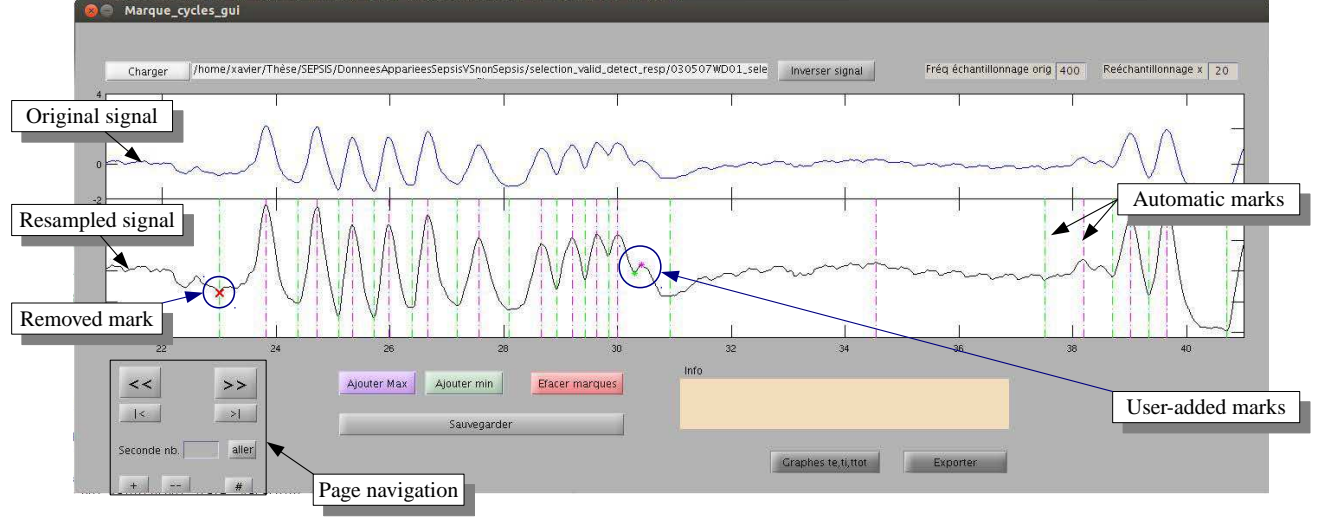 Marque_cycles_gui
Charger /home/xavier/Thèse/SEPSIS/DonneesApparieesSepsisVSnonSepsis/selection_valid_detect_resp/030507WD01_sele Inverser signal Fréq échantillonnage orig 400 Reéchantillonnage x 20
Original signal
4
0
-2
Automatic marks
Resampled signal
Removed mark
22 24 26 28 30 32 34 36 38 40
<< >>
|< >|
Seconde nb. aller
+ -- #
Ajouter Max Ajouter min Efacer marques
Sauvegarder
Info
User-added marks
Graphes te,ti,ttot Exporter
Page navigation